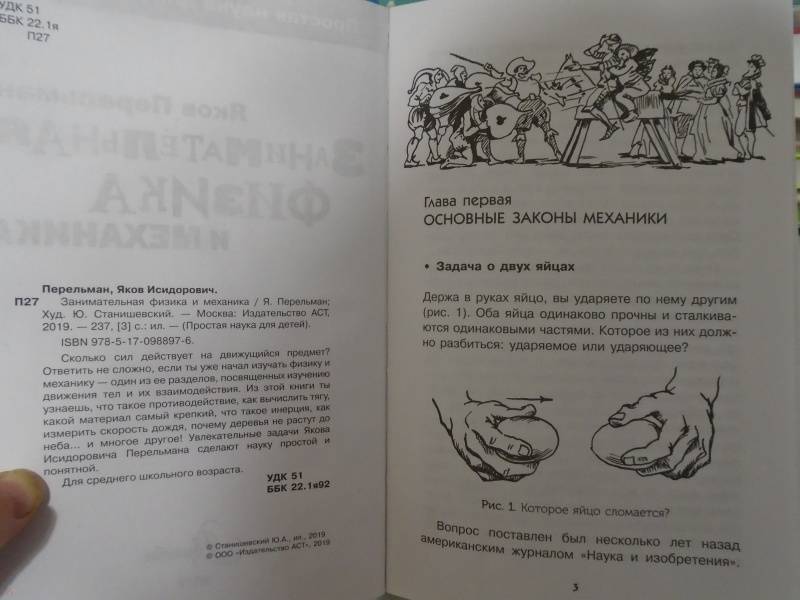 УДК 51
ББК 22.1я
П27
Перельман, Яков Исидорович.
П27 Занимательная физика и механика / Я. Перельман;
Худ. Ю. Станишевский. — Москва: Издательство АСТ,
2019. — 237, [3] с.: ил. — (Простая наука для детей).
ISBN 978-5-17-098897-6.
Сколько сил действует на движущийся предмет?
Ответить не сложно, если ты уже начал изучать физику и
механику — один из ее разделов, посвященных изучению
движения тел и их взаимодействия. Из этой книги ты
узнаешь, что такое противодействие, как вычислить тягу,
какой материал самый крепкий, что такое инерция, как
измерить скорость дождя, почему деревья не растут до
неба... и многое другое! Увлекательные задачи Якова
Исидоровича Перельмана сделают науку простой и
понятной.
Для среднего школьного возраста.
УДК 51
ББК 22.1я92
© Станишевский Ю.А., ил., 2019
© ООО «Издательство АСТ», 2019
Глава первая
ОСНОВНЫЕ ЗАКОНЫ МЕХАНИКИ
• Задача о двух яйцах
Держа в руках яйцо, вы ударяете по нему другим
(рис. 1). Оба яйца одинаково прочны и сталкива-
ются одинаковыми частями. Которое из них долж-
но разбиться: ударяемое или ударяющее?
Рис. 1. Которое яйцо сломается?
Вопрос поставлен был несколько лет назад
американским журналом «Наука и изобретения».
3